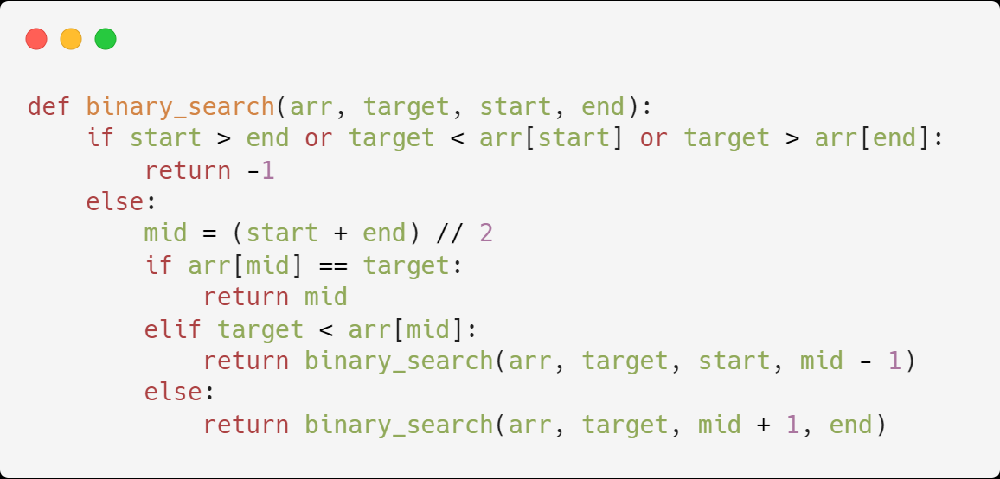 def binary_search(arr, target, start, end):
    if start > end or target < arr[start] or target > arr[end]:
        return -1
    else:
        mid = (start + end) // 2
        if arr[mid] == target:
            return mid
        elif target < arr[mid]:
            return binary_search(arr, target, start, mid - 1)
        else:
            return binary_search(arr, target, mid + 1, end)